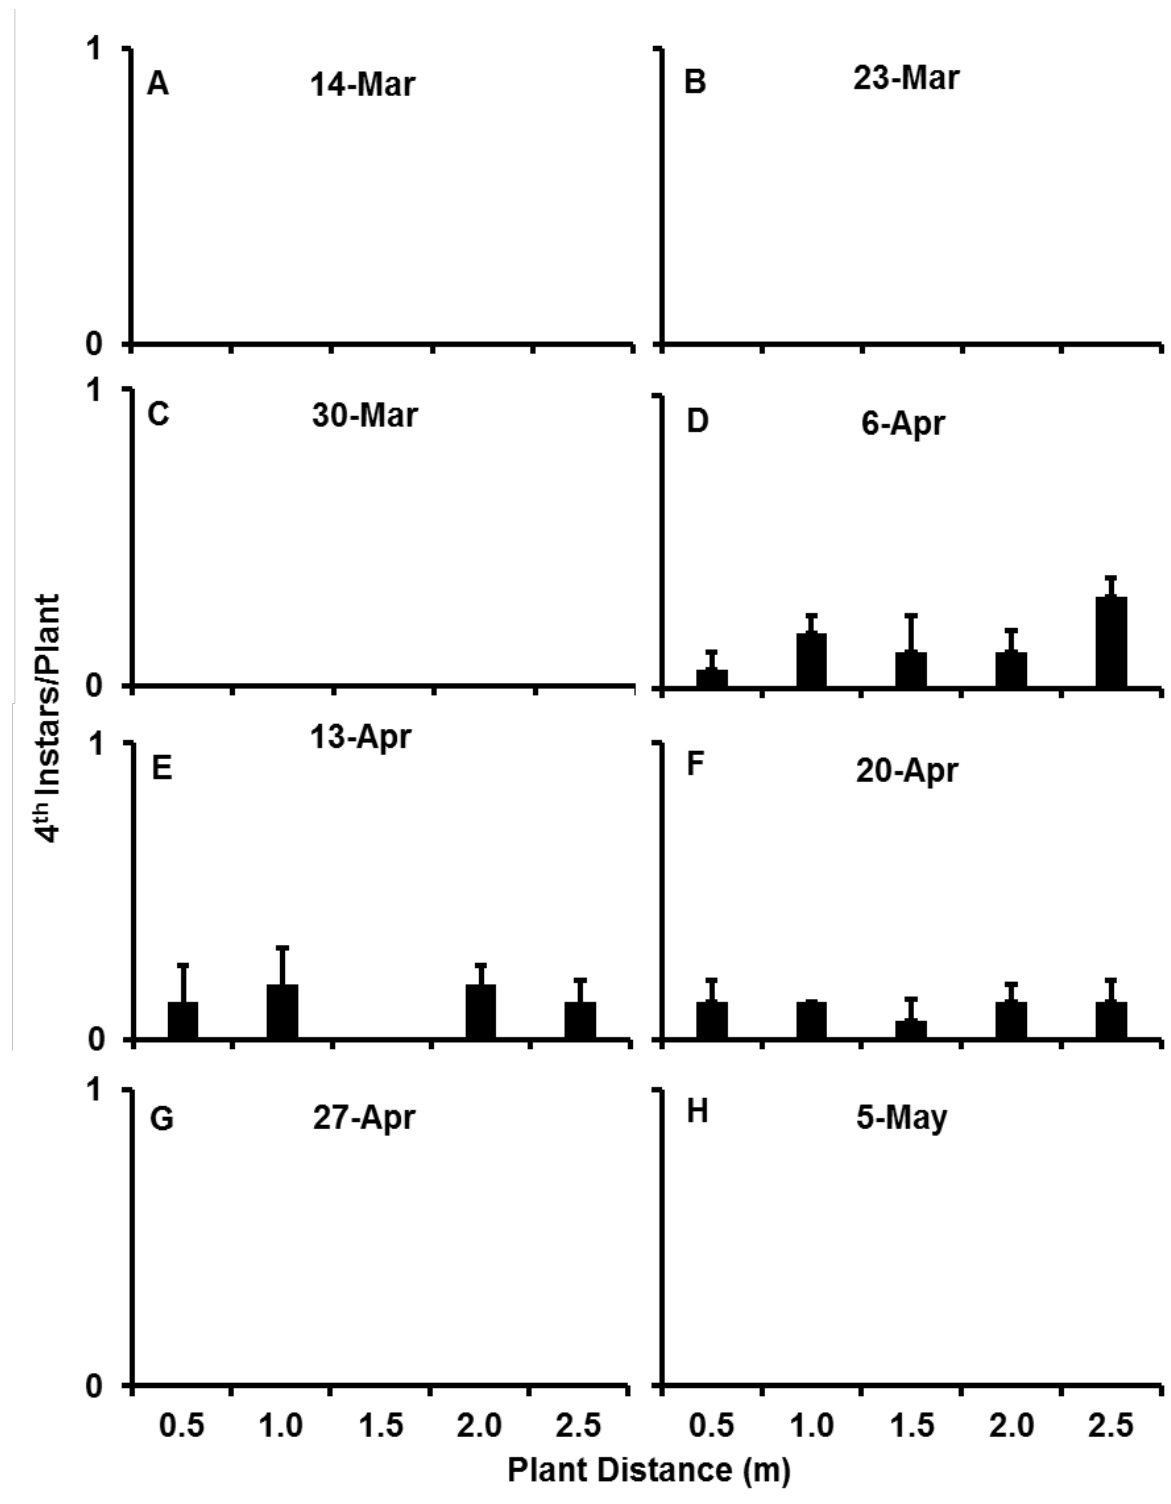 1
A
14-Mar
B
23-Mar
0
1
C
30-Mar
D
6-Apr
0
4th Instars/Plant
1
E
13-Apr
F
20-Apr
0
1
G
27-Apr
H
5-May
0
0.5 1.0 1.5 2.0 2.5
0.5 1.0 1.5 2.0 2.5
Plant Distance (m)